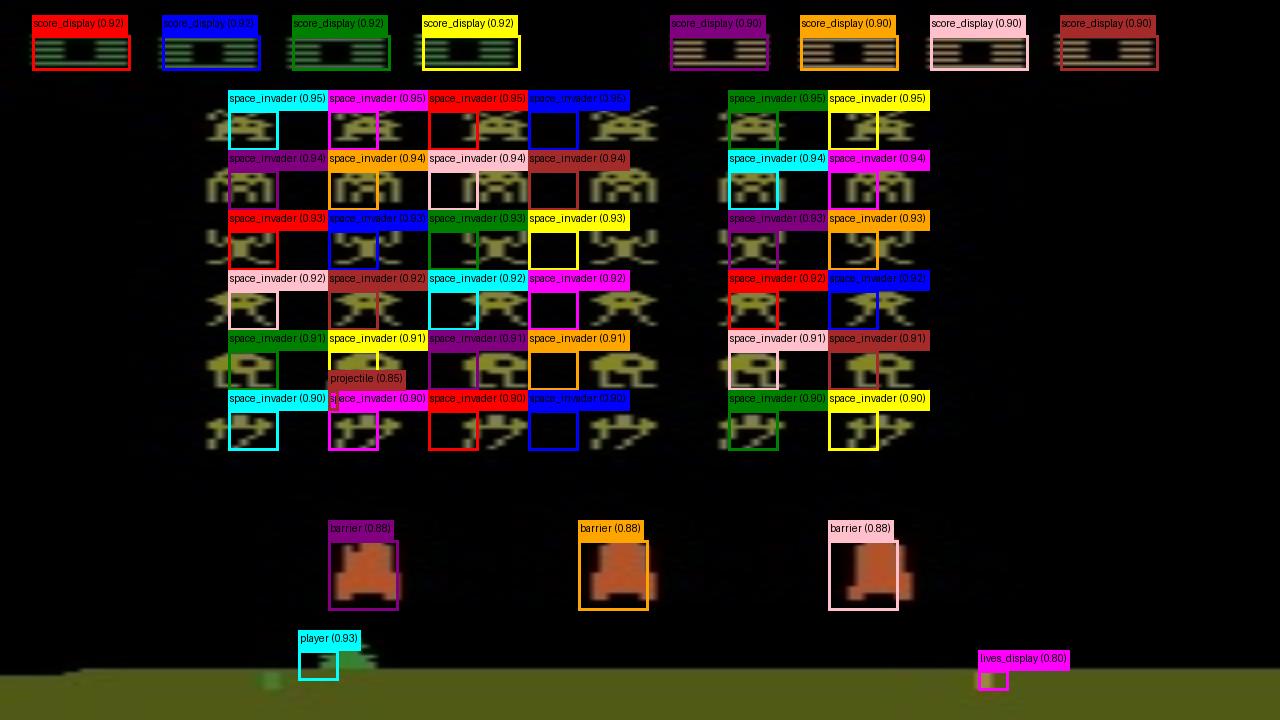 score_display (0.92) score_display (0.92) score_display (0.92) score_display (0.92) score_display (0.90) score_display (0.90) score_display (0.90) score_display (0.90)
space_invader (0.95) space_invader (0.95) space_invader (0.95) space_invader (0.95) space_invader (0.95) space_invader (0.95)
space_invader (0.94) space_invader (0.94) space_invader (0.94) space_invader (0.94) space_invader (0.94) space_invader (0.94)
space_invader (0.93) space_invader (0.93) space_invader (0.93) space_invader (0.93) space_invader (0.93) space_invader (0.93)
space_invader (0.92) space_invader (0.92) space_invader (0.92) space_invader (0.92) space_invader (0.92) space_invader (0.92)
space_invader (0.91) space_invader (0.91) space_invader (0.91) space_invader (0.91) space_invader (0.91) space_invader (0.91)
projectile (0.85)
space_invader (0.90) space_invader (0.90) space_invader (0.90) space_invader (0.90) space_invader (0.90) space_invader (0.90)
barrier (0.88) barrier (0.88) barrier (0.88)
player (0.93)
lives_display (0.80)